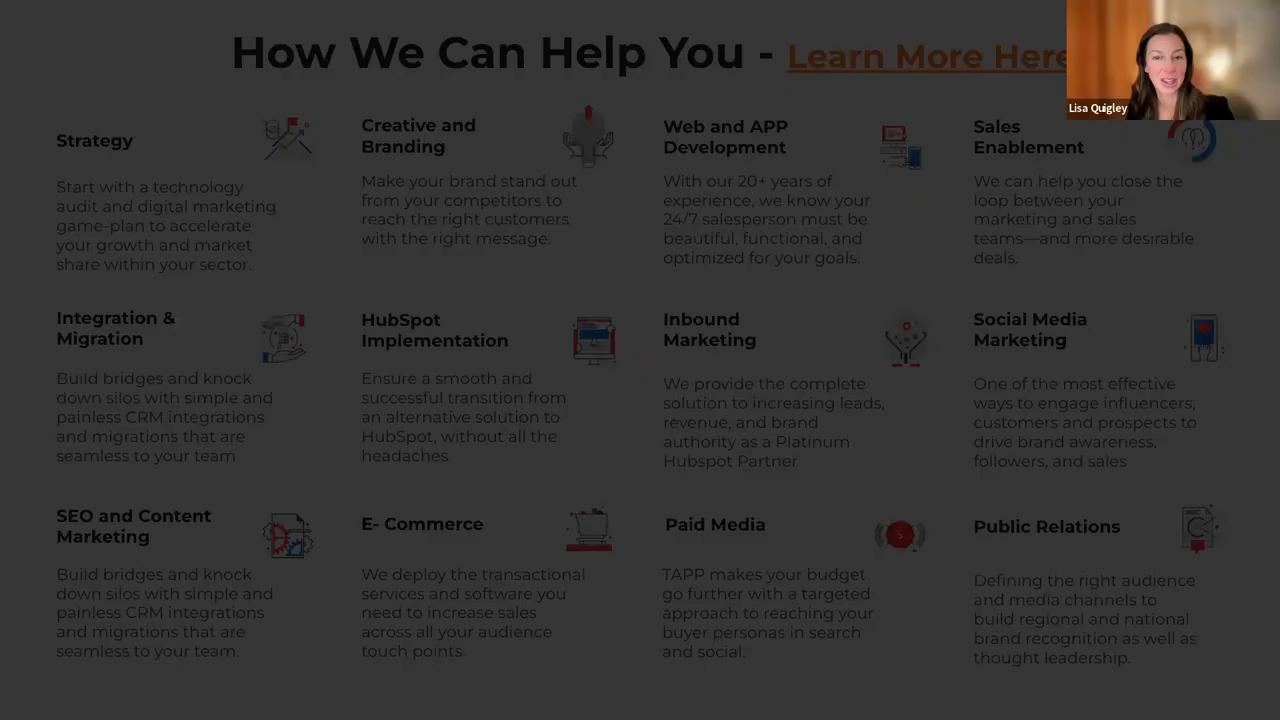 How We Can Help You - Learn More Here
Lisa Quigley
Strategy
Start with a technology
audit and digital marketing
game-plan to accelerate
your growth and market
share within your sector.
Creative and
Branding
Make your brand stand out
from your competitors to
reach the right customers
with the right message.
Web and APP
Development
With our 20+ years of
experience, we know your
24/7 salesperson must be
beautiful, functional, and
optimized for your goals.
Sales
Enablement
We can help you close the
loop between your
marketing and sales
teams—and more desirable
deals.
Integration &
Migration
Build bridges and knock
down silos with simple and
painless CRM integrations
and migrations that are
seamless to your team
HubSpot
Implementation
Ensure a smooth and
successful transition from
an alternative solution to
HubSpot, without all the
headaches
Inbound
Marketing
We provide the complete
solution to increasing leads,
revenue, and brand
authority as a Platinum
Hubspot Partner
Social Media
Marketing
One of the most effective
ways to engage influencers,
customers and prospects to
drive brand awareness.
followers, and sales
SEO and Content
Marketing
Build bridges and knock
down silos with simple and
painless CRM integrations
and migrations that are
seamless to your team.
E- Commerce
We deploy the transactional
services and software you
need to increase sales
across all your audience
touch points.
Paid Media
TAPP makes your budget
go further with a targeted
approach to reaching your
buyer personas in search
and social.
Public Relations
Defining the right audience
and media channels to
build regional and national
brand recognition as well as
thought leadership.